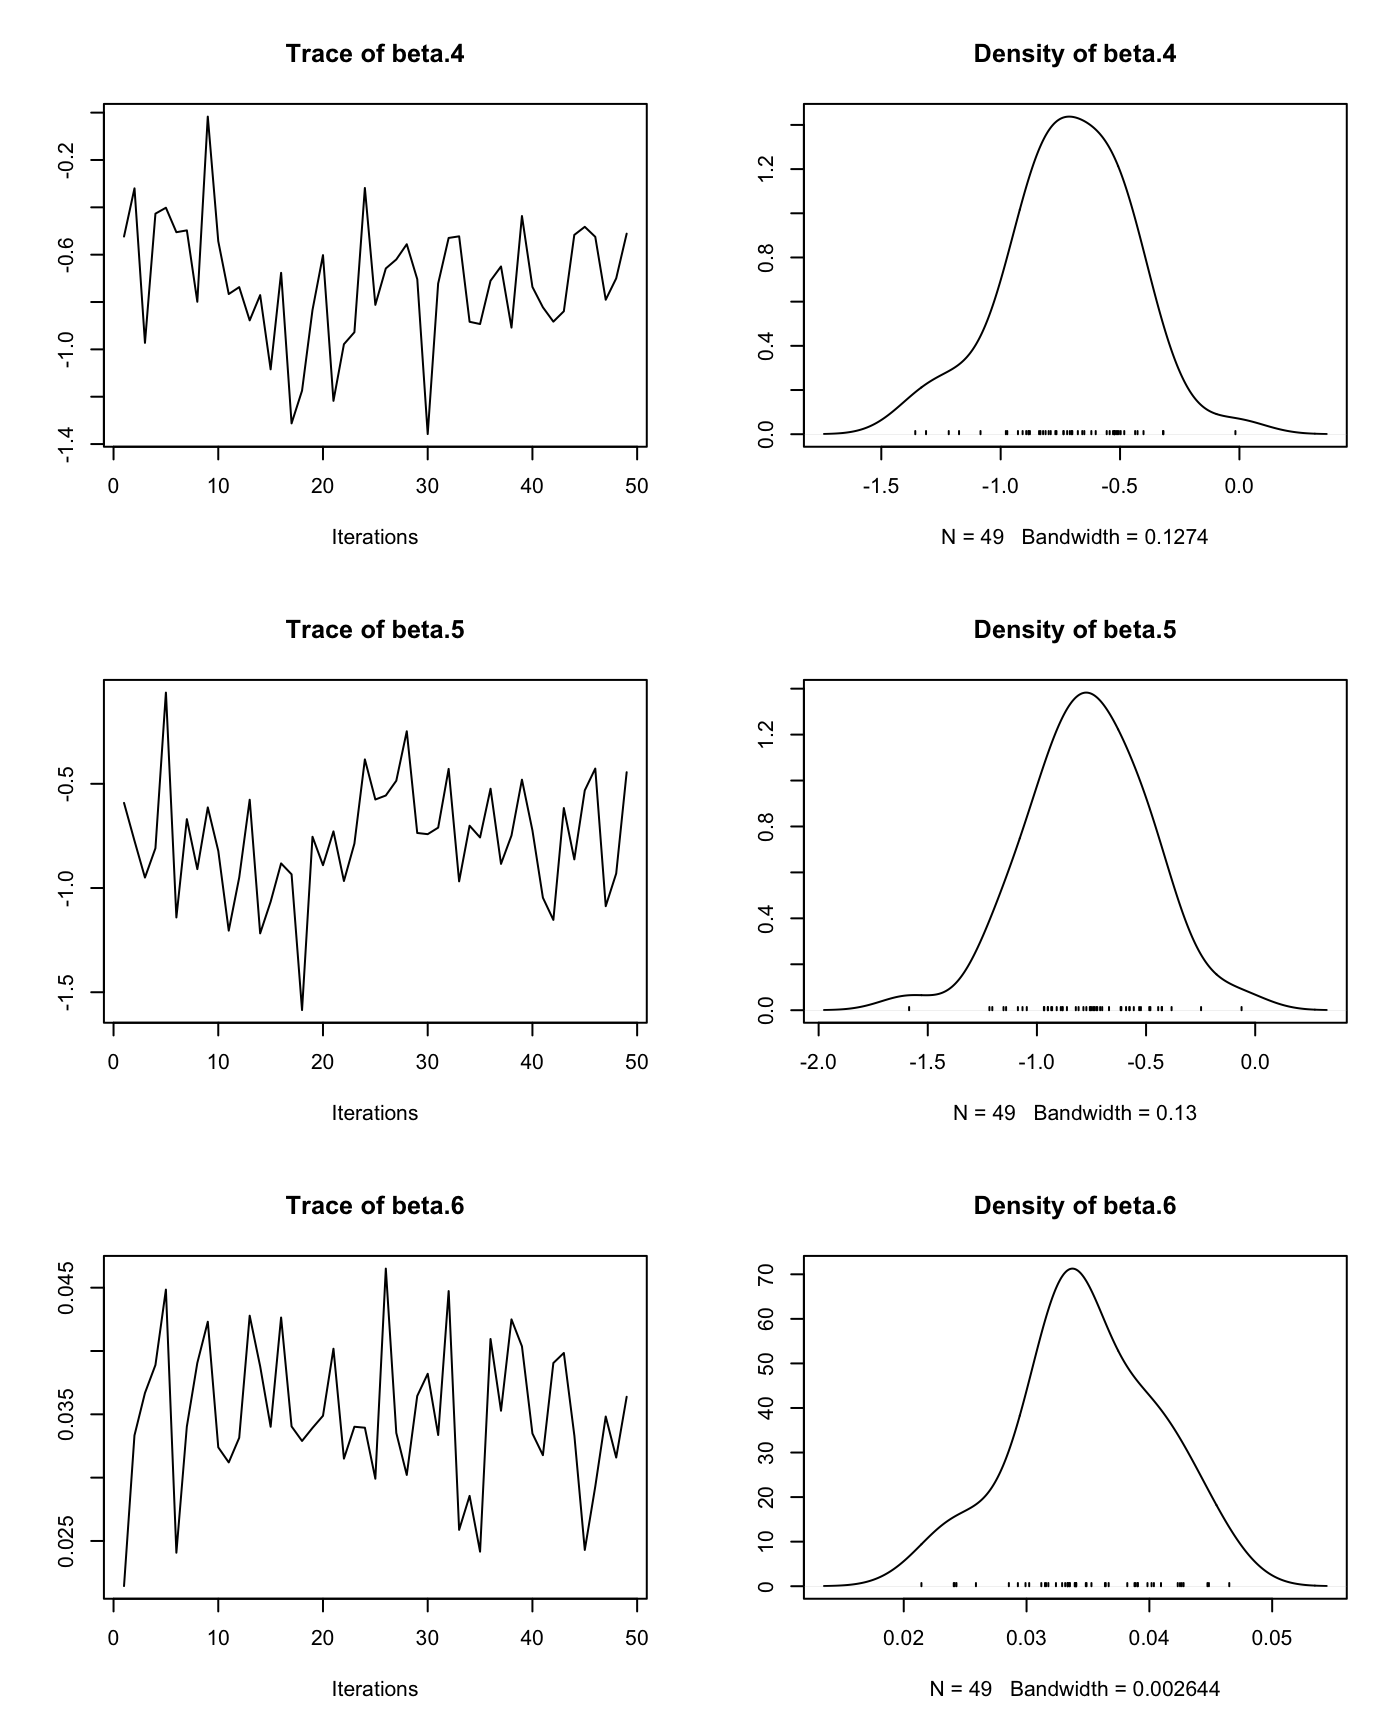 Trace of beta.4
-0.2
-0.6
-1.0
-1.4
0 10 20 30 40 50
Iterations
Density of beta.4
1.2
0.8
0.4
0.0
-1.5 -1.0 -0.5 0.0
N = 49 Bandwidth = 0.1274
Trace of beta.5
-0.5
-1.0
-1.5
0 10 20 30 40 50
Iterations
Density of beta.5
1.2
0.8
0.4
0.0
-2.0 -1.5 -1.0 -0.5 0.0
N = 49 Bandwidth = 0.13
Trace of beta.6
0.045
0.035
0.025
0 10 20 30 40 50
Iterations
Density of beta.6
70
60
50
40
30
20
10
0
0.02 0.03 0.04 0.05
N = 49 Bandwidth = 0.002644